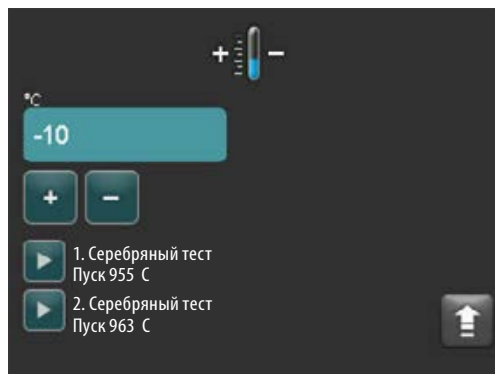 + −
°C
-10
+ −
1. Серебряный тест
Пуск 955 C
2. Серебряный тест
Пуск 963 C